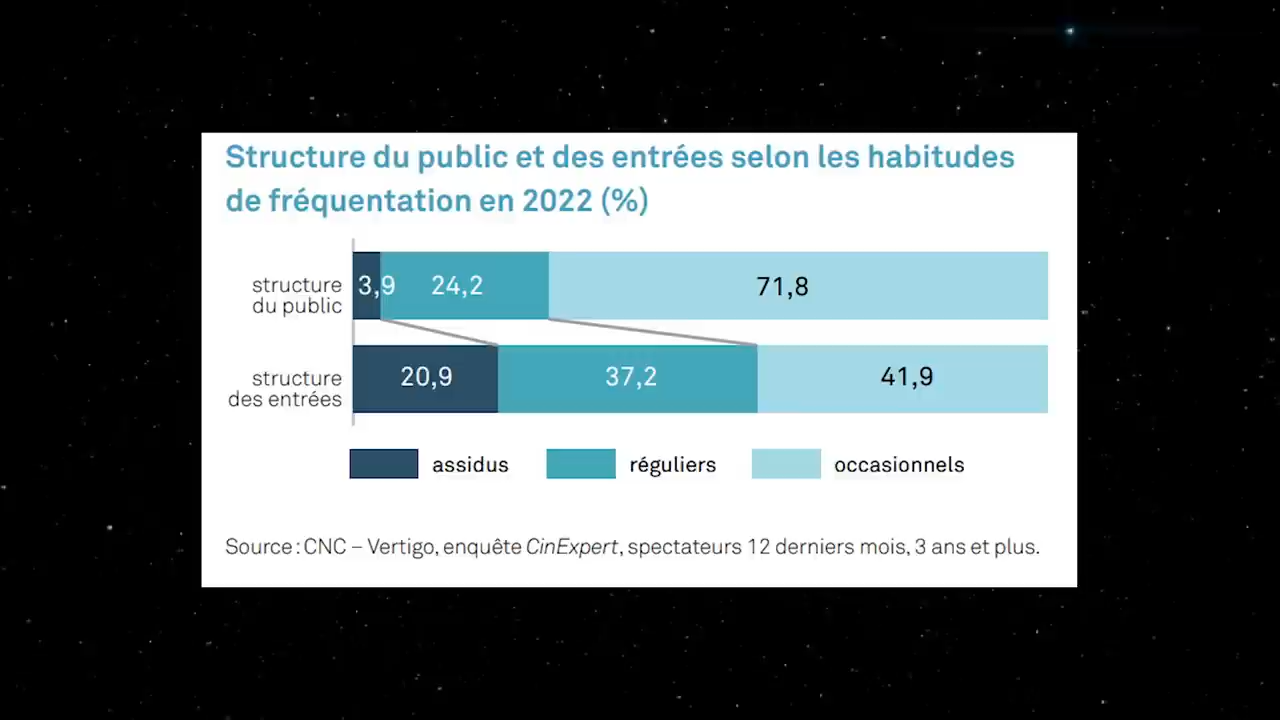 Structure du public et des entrées selon les habitudes
de fréquentation en 2022 (%)
structure
du public
3,9 24,2 71,8
structure
des entrées
20,9 37,2 41,9
assidus réguliers occasionnels
Source : CNC – Vertigo, enquête CinExpert, spectateurs 12 derniers mois, 3 ans et plus.